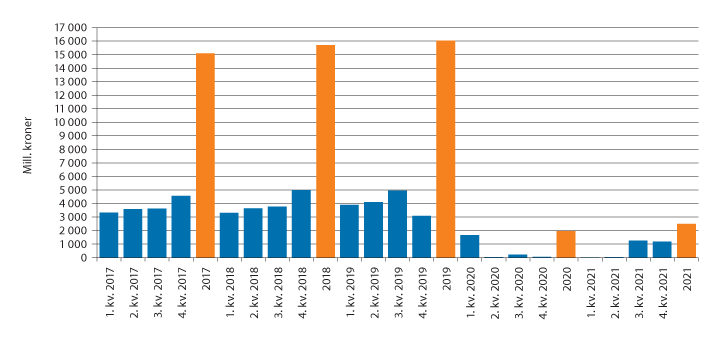 Mill. kroner
17 000
16 000
15 000
14 000
13 000
12 000
11 000
10 000
9 000
8 000
7 000
6 000
5 000
4 000
3 000
2 000
1 000
0
1. kv. 2017
2. kv. 2017
3. kv. 2017
4. kv. 2017
2017
1. kv. 2018
2. kv. 2018
3. kv. 2018
4. kv. 2018
2018
1. kv. 2019
2. kv. 2019
3. kv. 2019
4. kv. 2019
2019
1. kv. 2020
2. kv. 2020
3. kv. 2020
4. kv. 2020
2020
1. kv. 2021
2. kv. 2021
3. kv. 2021
4. kv. 2021
2021